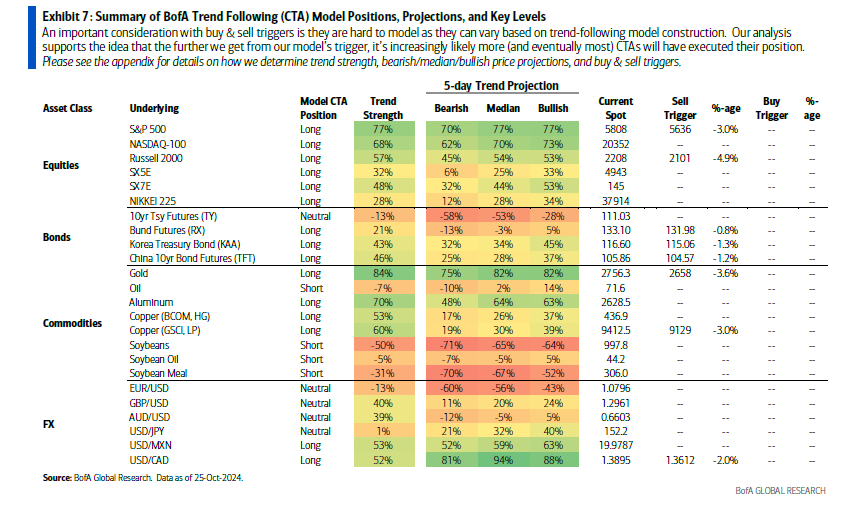 Exhibit 7: Summary of BofA Trend Following (CTA) Model Positions, Projections, and Key Levels
An important consideration with buy & sell triggers is they are hard to model as they can vary based on trend-following model construction. Our analysis
supports the idea that the further we get from our model's trigger, it's increasingly likely more (and eventually most) CTAs will have executed their position.
Please see the appendix for details on how we determine trend strength, bearish/median/bullish price projections, and buy & sell triggers.
5-day Trend Projection
Asset Class Underlying Model CTA Position Trend Strength Bearish Median Bullish Current Spot Sell Trigger %-age Buy Trigger %-age
Equities
S&P 500 Long 77% 70% 77% 77% 5808 5636 -3.0% -- --
NASDAQ-100 Long 68% 62% 70% 73% 20352 -- -- -- --
Russell 2000 Long 57% 45% 54% 53% 2208 2101 -4.9% -- --
SX5E Long 32% 6% 25% 33% 4943 -- -- -- --
SX7E Long 48% 32% 44% 53% 145 -- -- -- --
NIKKEI 225 Long 28% 12% 28% 34% 37914 -- -- -- --
Bonds
10yr Tsy Futures (TY) Neutral -13% -58% -53% -28% 111.03 -- -- -- --
Bund Futures (RX) Long 21% -13% -3% 5% 133.10 131.98 -0.8% -- --
Korea Treasury Bond (KAA) Long 43% 32% 34% 45% 116.60 115.06 -1.3% -- --
China 10yr Bond Futures (TFT) Long 46% 25% 28% 37% 105.86 104.57 -1.2% -- --
Commodities
Gold Long 84% 75% 82% 82% 2756.3 2658 -3.6% -- --
Oil Short -7% -10% 2% 14% 71.6 -- -- -- --
Aluminum Long 70% 48% 64% 63% 2628.5 -- -- -- --
Copper (BCOM, HG) Long 53% 17% 26% 37% 436.9 -- -- -- --
Copper (GSCI, LP) Long 60% 19% 30% 39% 9412.5 9129 -3.0% -- --
Soybeans Short -50% -71% -65% -64% 997.8 -- -- -- --
Soybean Oil Short -5% -7% -5% 5% 44.2 -- -- -- --
Soybean Meal Short -31% -70% -67% -52% 306.0 -- -- -- --
FX
EUR/USD Neutral -13% -60% -56% -43% 1.0796 -- -- -- --
GBP/USD Neutral 40% 11% 20% 24% 1.2961 -- -- -- --
AUD/USD Neutral 39% -12% -5% 5% 0.6603 -- -- -- --
USD/JPY Neutral 1% 21% 32% 40% 152.2 -- -- -- --
USD/MXN Long 53% 52% 59% 63% 19.9787 -- -- -- --
USD/CAD Long 52% 81% 94% 88% 1.3895 1.3612 -2.0% -- --
Source: BofA Global Research. Data as of 25-Oct-2024.
BofA GLOBAL RESEARCH